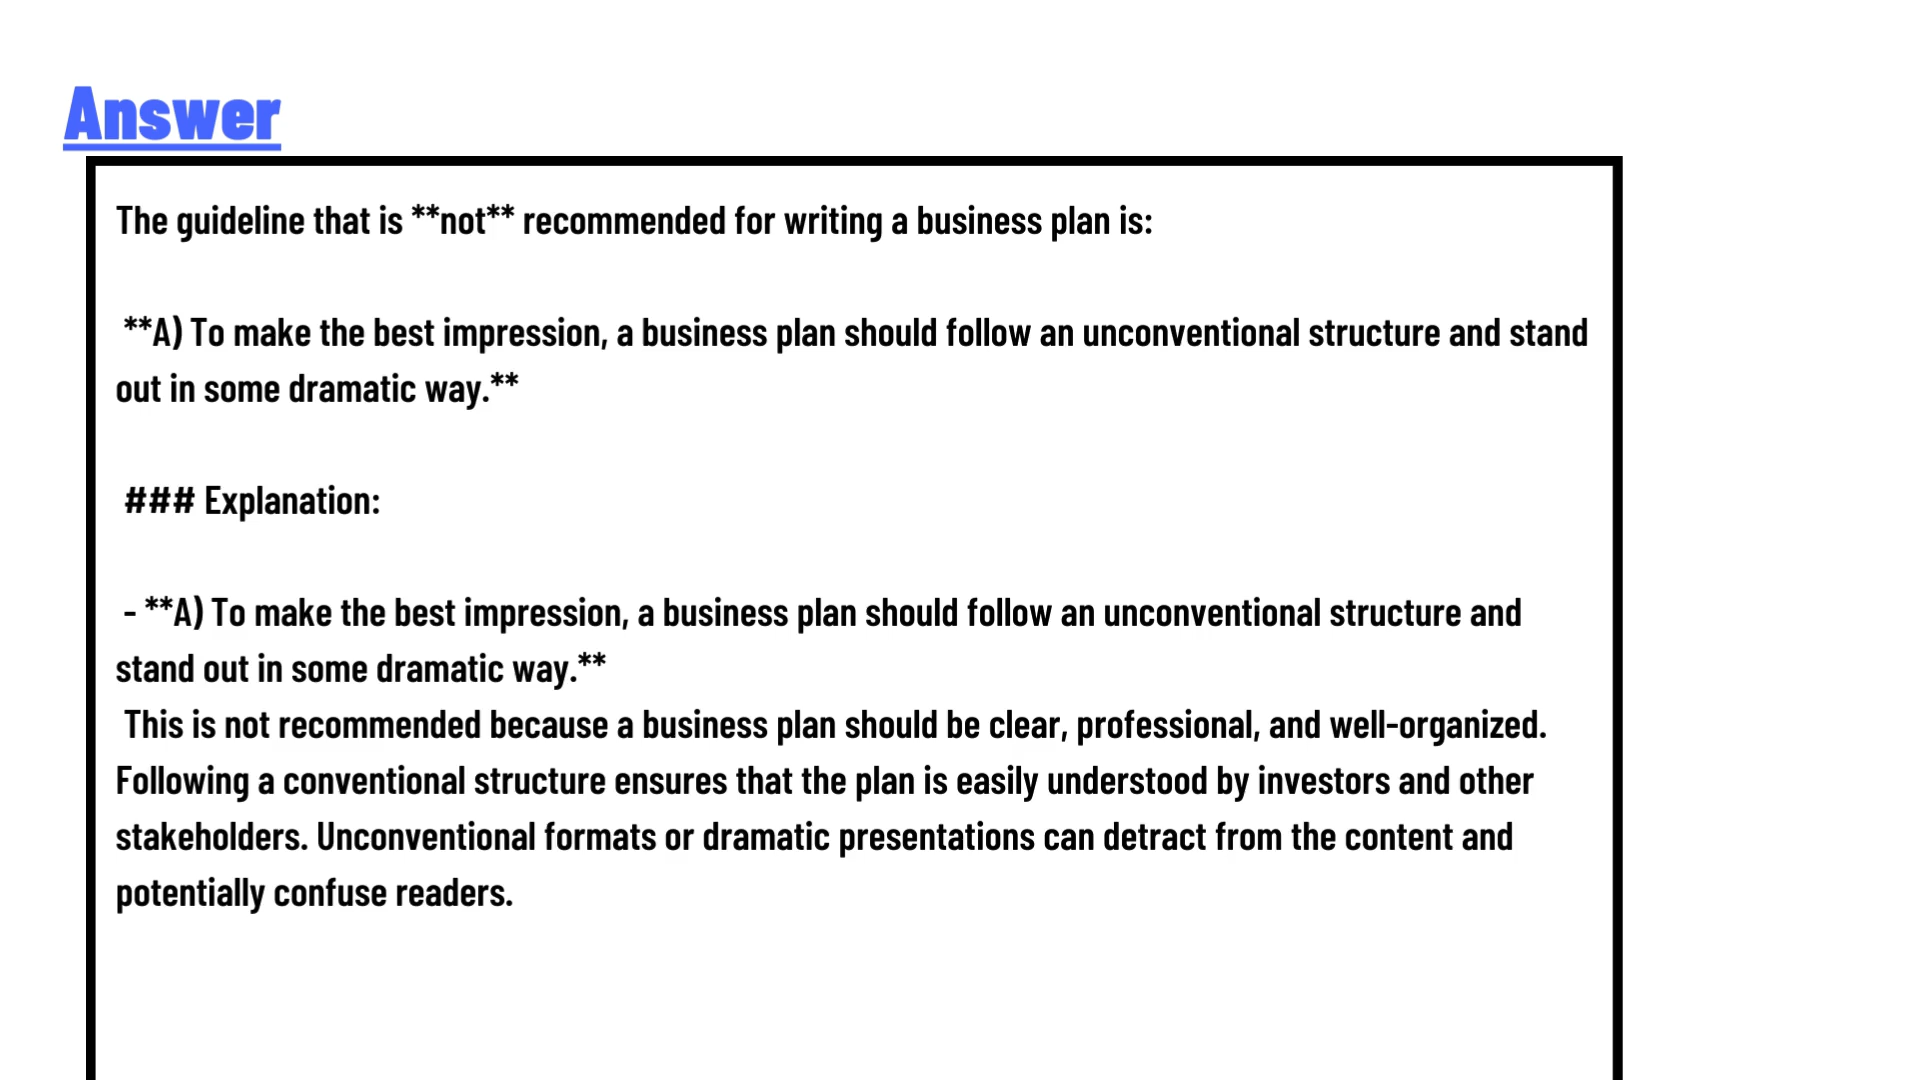 Answer
The guideline that is **not** recommended for writing a business plan is:
**A) To make the best impression, a business plan should follow an unconventional structure and stand
out in some dramatic way.**
### Explanation:
- **A) To make the best impression, a business plan should follow an unconventional structure and
stand out in some dramatic way.**
This is not recommended because a business plan should be clear, professional, and well-organized.
Following a conventional structure ensures that the plan is easily understood by investors and other
stakeholders. Unconventional formats or dramatic presentations can detract from the content and
potentially confuse readers.